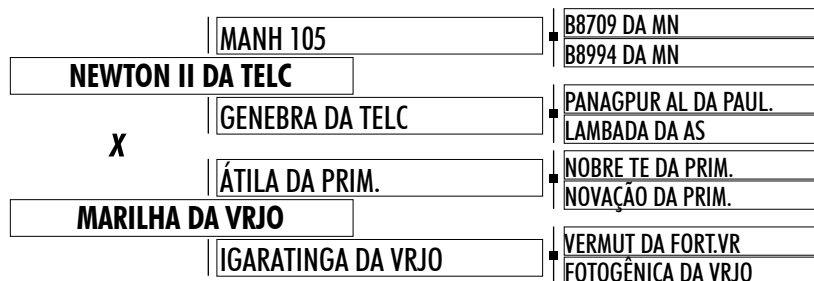 MANH 105
B8709 DA MN
B8994 DA MN
NEWTON II DA TELC
GENEBRA DA TELC
PANAGPUR AL DA PAUL.
LAMBADA DA AS
X
ÁTILA DA PRIM.
NOBRE TE DA PRIM.
NOVAÇÃO DA PRIM.
MARILHA DA VRJO
IGARATINGA DA VRJO
VERMUT DA FORT.VR
FOTOGÊNICA DA VRJO